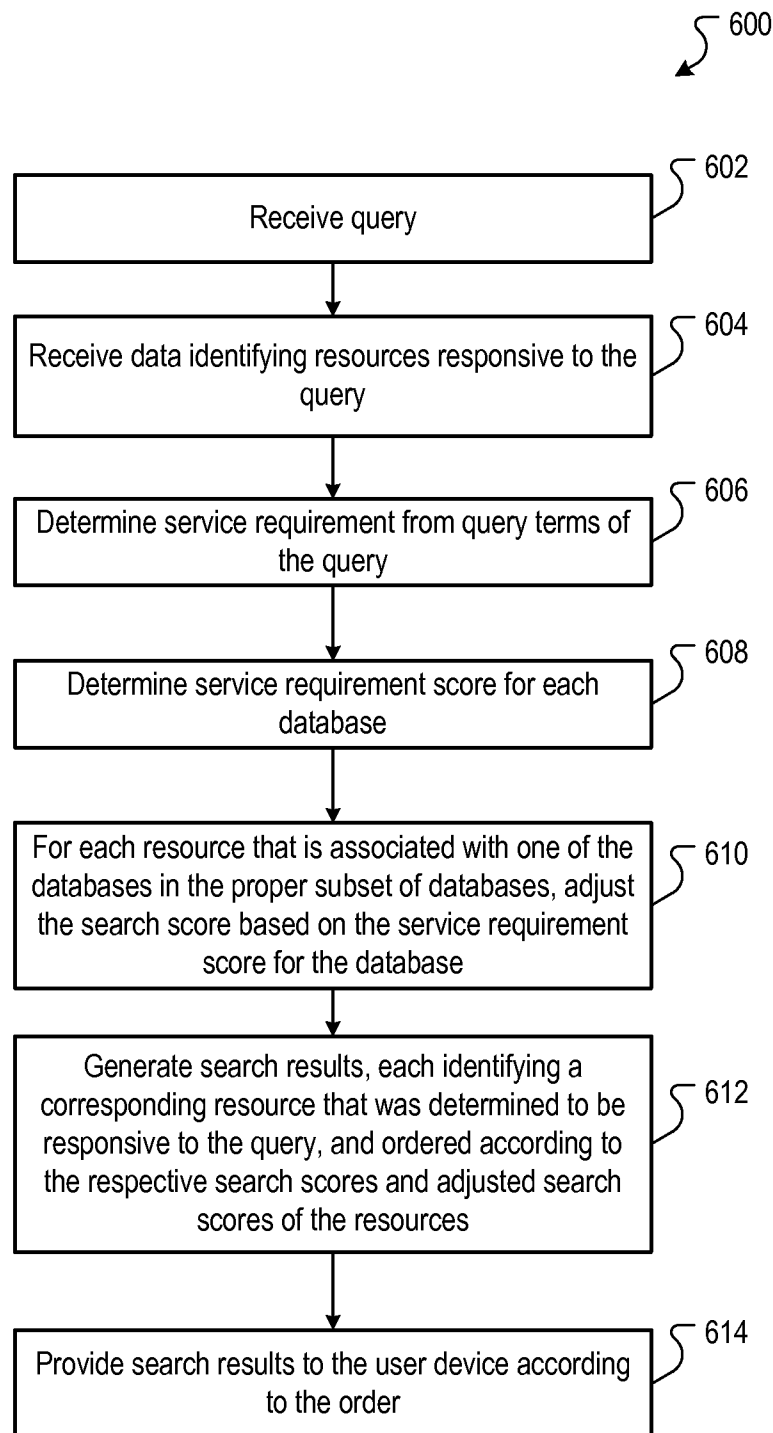 600
602
Receive query
604
Receive data identifying resources responsive to the
query
606
Determine service requirement from query terms of
the query
608
Determine service requirement score for each
database
610
For each resource that is associated with one of the
databases in the proper subset of databases, adjust
the search score based on the service requirement
score for the database
612
Generate search results, each identifying a
corresponding resource that was determined to be
responsive to the query, and ordered according to
the respective search scores and adjusted search
scores of the resources
614
Provide search results to the user device according
to the order